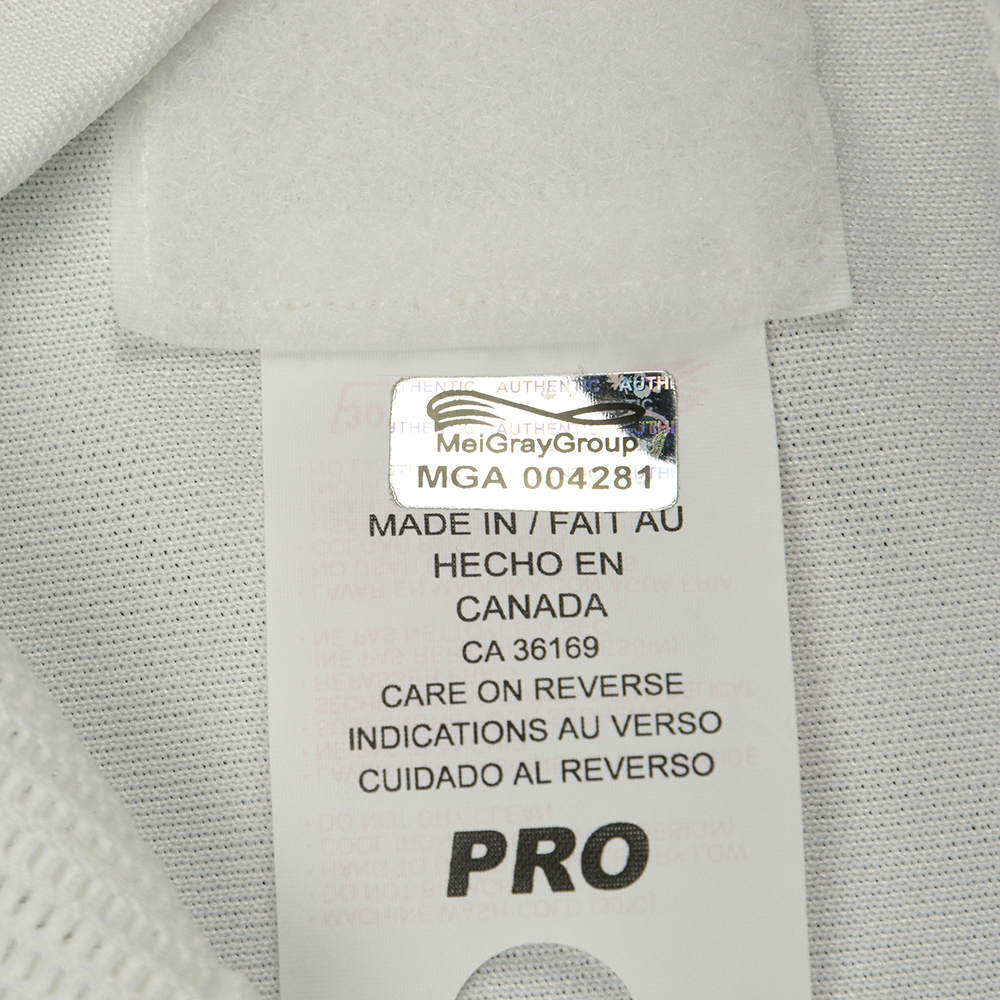 THENTIC AUTHENTIC AUTH
MeiGrayGroup
MGA 004281
MADE IN / FAIT AU
HECHO EN
CANADA
CA 36169
CARE ON REVERSE
INDICATIONS AU VERSO
CUIDADO AL REVERSO
PRO